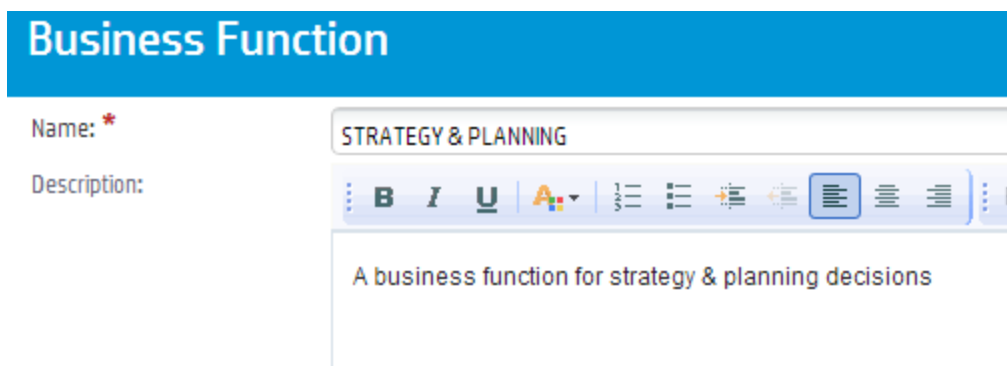 Business Function
Name: *
STRATEGY & PLANNING
Description:
B I U A
A business function for strategy & planning decisions